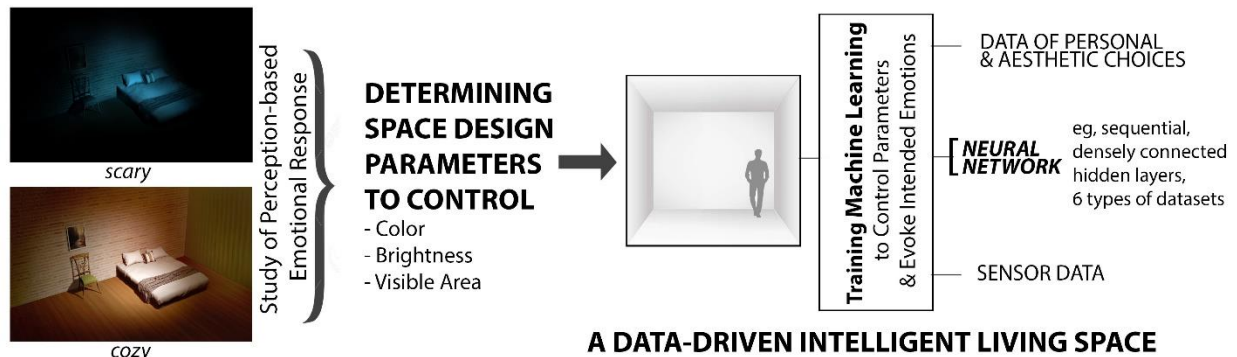 scary
cozy
Study of Perception-based
Emotional Response
DETERMINING
SPACE DESIGN
PARAMETERS
TO CONTROL
- Color
- Brightness
- Visible Area
Training Machine Learning
to Control Parameters
& Evoke Intended Emotions
DATA OF PERSONAL
& AESTHETIC CHOICES
NEURAL
NETWORK
eg, sequential,
densely connected
hidden layers,
6 types of datasets
SENSOR DATA
A DATA-DRIVEN INTELLIGENT LIVING SPACE